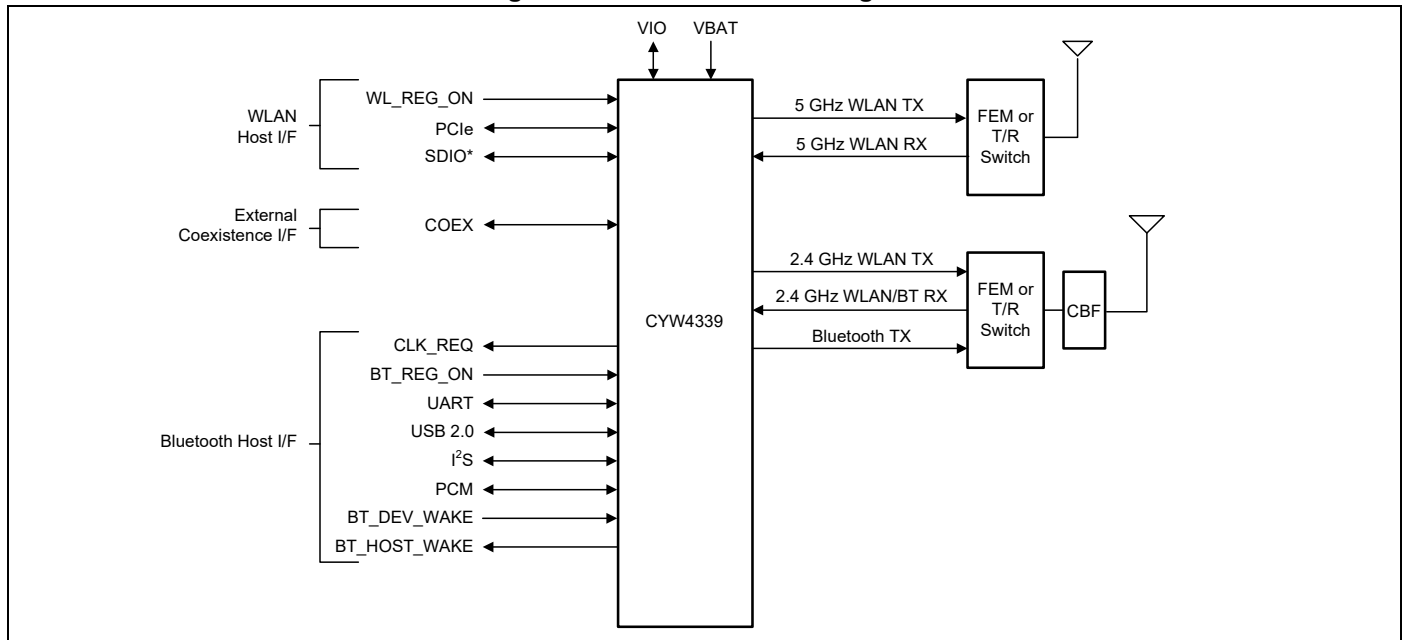 VIO VBAT
WLAN
Host I/F
WL_REG_ON
PCIe
SDIO*
External
Coexistence I/F
COEX
Bluetooth Host I/F
CLK_REQ
BT_REG_ON
UART
USB 2.0
I²S
PCM
BT_DEV_WAKE
BT_HOST_WAKE
CYW4339
5 GHz WLAN TX
5 GHz WLAN RX
FEM or
T/R
Switch
2.4 GHz WLAN TX
2.4 GHz WLAN/BT RX
Bluetooth TX
FEM or
T/R
Switch
CBF